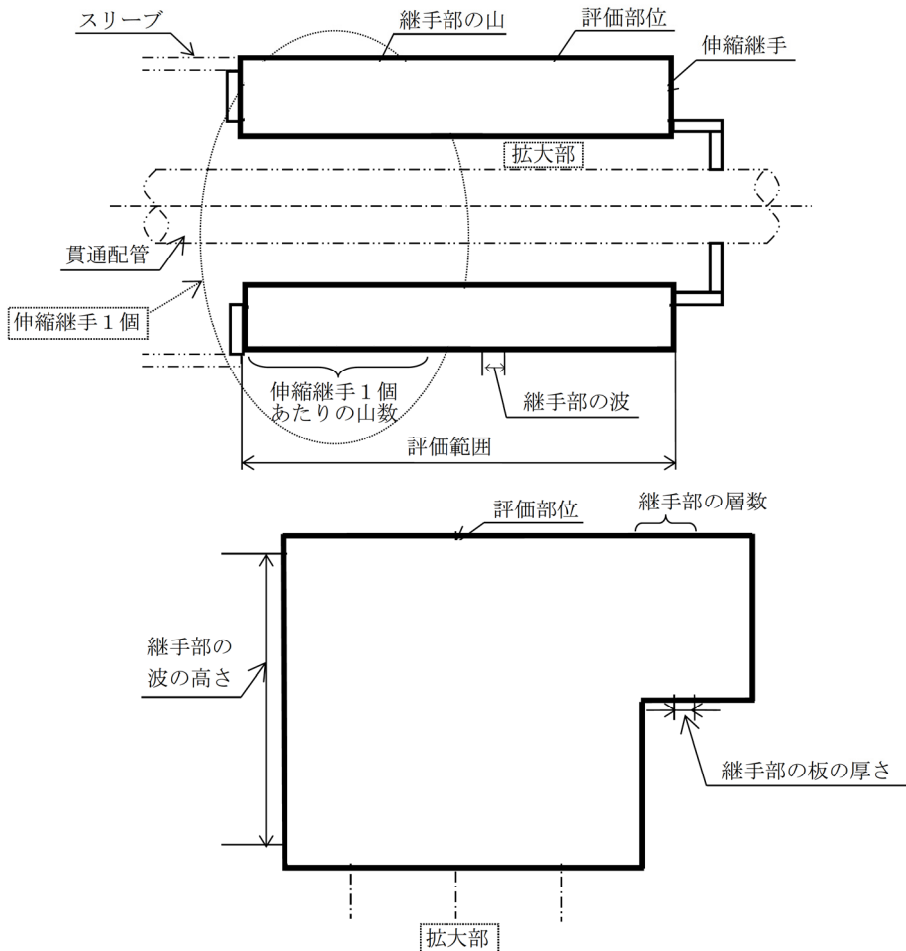 スリーブ
継手部の山
評価部位
伸縮継手
拡大部
貫通配管
伸縮継手１個
伸縮継手１個
あたりの山数
継手部の波
評価範囲
評価部位
継手部の層数
継手部の
波の高さ
継手部の板の厚さ
拡大部